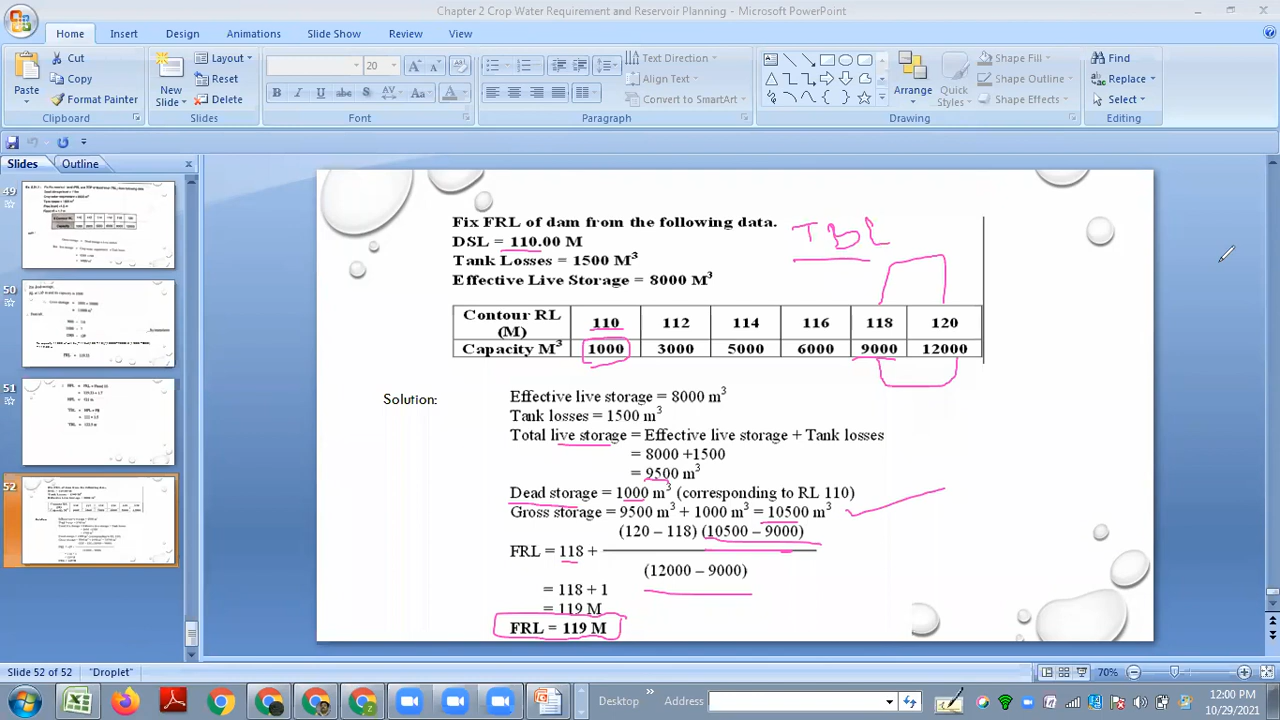 Chapter 2 Crop Water Requirement and Reservoir Planning - Microsoft PowerPoint
Home Insert Design Animations Slide Show Review View
Cut
Copy
Format Painter
Paste
Clipboard
New Slide
Layout
Reset
Delete
Slides
20
B I U S abc AV Aa A
Font
Text Direction
Align Text
Convert to SmartArt
Paragraph
Arrange
Quick Styles
Shape Fill
Shape Outline
Shape Effects
Drawing
Find
Replace
Select
Editing
Slides Outline
49
50
51
52
Fix FRL of dam from the following data.
TBL
DSL = 110.00 M
Tank Losses = 1500 M³
Effective Live Storage = 8000 M³
Contour RL (M) 110 112 114 116 118 120
Capacity M³ 1000 3000 5000 6000 9000 12000
Solution: Effective live storage = 8000 m³
Tank losses = 1500 m³
Total live storage = Effective live storage + Tank losses
= 8000 +1500
= 9500 m³
Dead storage = 1000 m³ (corresponding to RL 110)
Gross storage = 9500 m³ + 1000 m³ = 10500 m³
(120 – 118) (10500 – 9000)
FRL = 118 +
(12000 – 9000)
= 118 + 1
= 119 M
FRL = 119 M
Slide 52 of 52 "Droplet" 70%
Desktop » Address
12:00 PM
10/29/2021